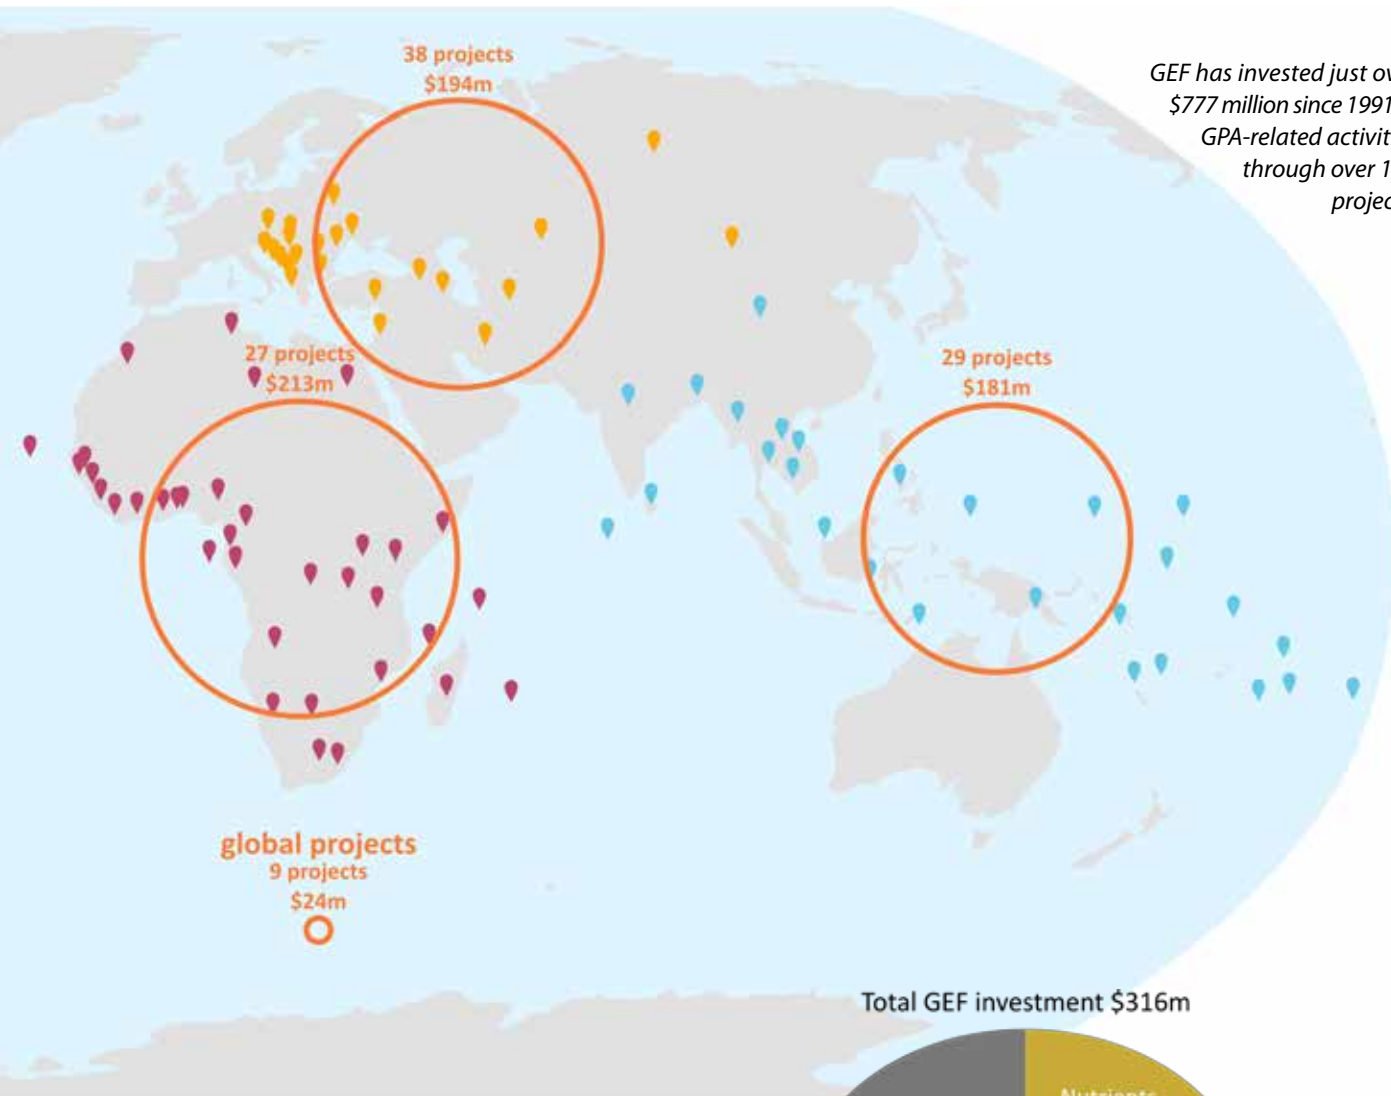 38 projects
$194m
GEF has invested just ov
$777 million since 1991
GPA-related activit
through over 1
projec
27 projects
$213m
29 projects
$181m
global projects
9 projects
$24m
Total GEF investment $316m
Nutrients